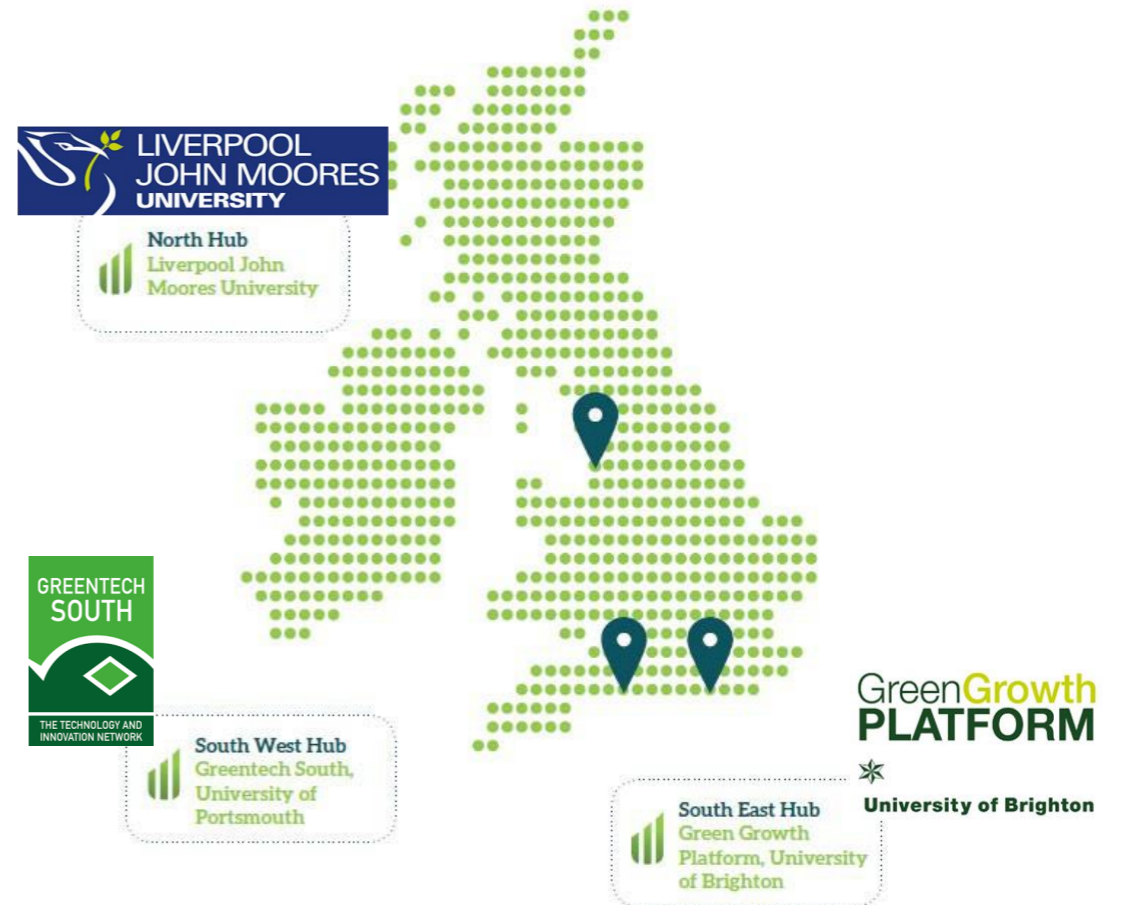 LIVERPOOL
JOHN MOORES
UNIVERSITY
North Hub
Liverpool John
Moores University
GREENTECH
SOUTH
THE TECHNOLOGY AND
INNOVATION NETWORK
South West Hub
Greentech South,
University of
Portsmouth
GreenGrowth
PLATFORM
University of Brighton
South East Hub
Green Growth
Platform, University
of Brighton